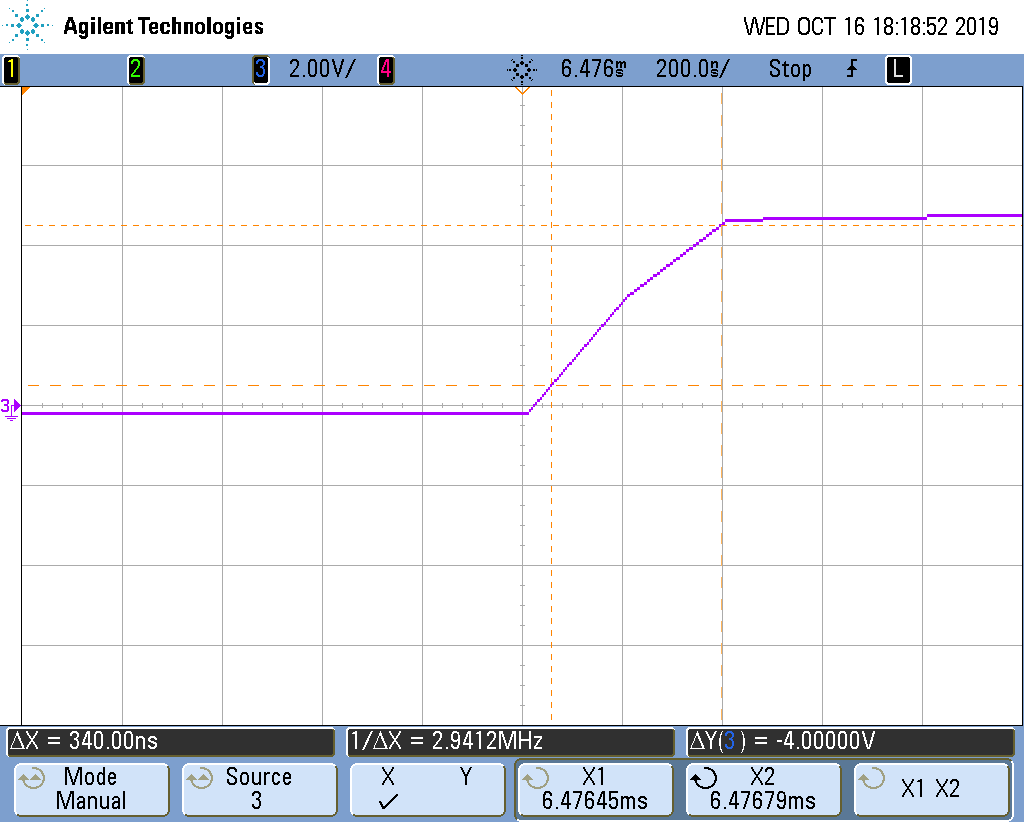 Agilent Technologies
WED OCT 16 18:18:52 2019
1 2 3 2.00V/ 4 6.476ms 200.0ns/ Stop L
3
ΔX = 340.00ns 1/ΔX = 2.9412MHz ΔY(3) = -4.00000V
Mode Source X Y X1 X2 X1 X2
Manual 3 6.47645ms 6.47679ms